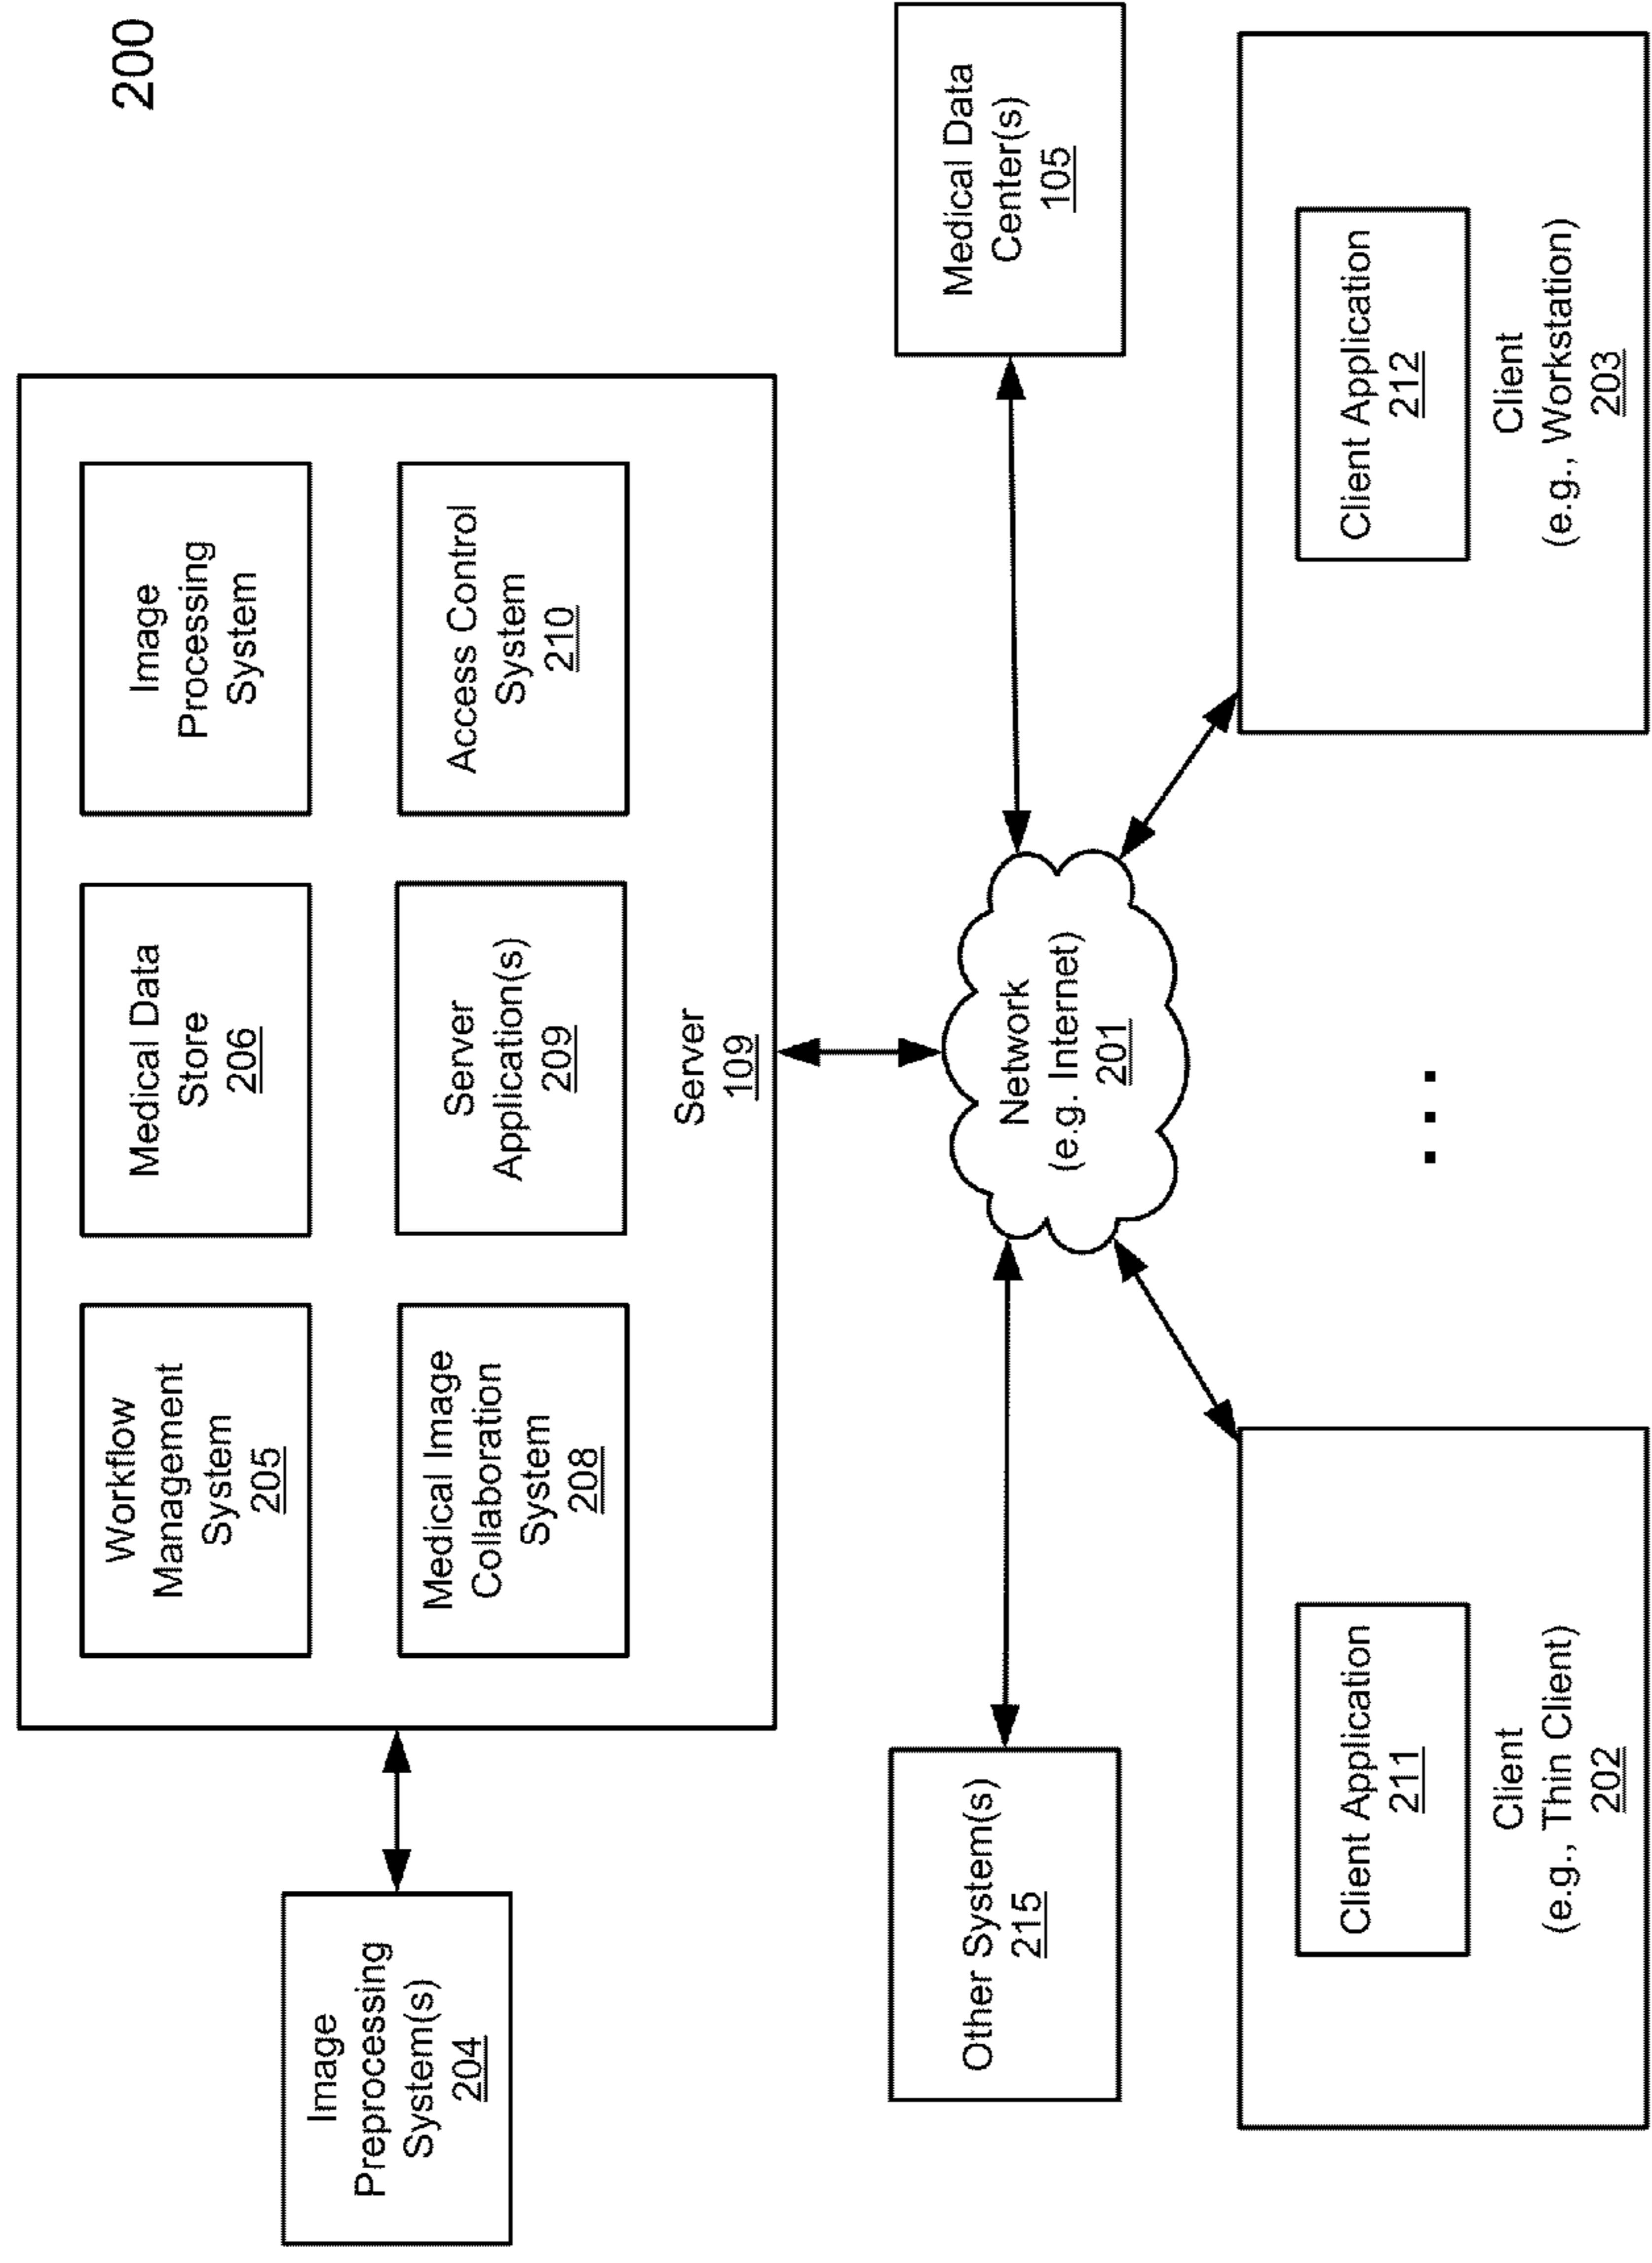 200
Image
Preprocessing
System(s)
204
Workflow
Management
System
205
Medical Data
Store
206
Image
Processing
System
Medical Image
Collaboration
System
208
Server
Application(s)
209
Access Control
System
210
Server
109
Other System(s)
215
Network
(e.g. Internet)
201
Medical Data
Center(s)
105
Client Application
211
Client
(e.g., Thin Client)
202
. . .
Client Application
212
Client
(e.g., Workstation)
203